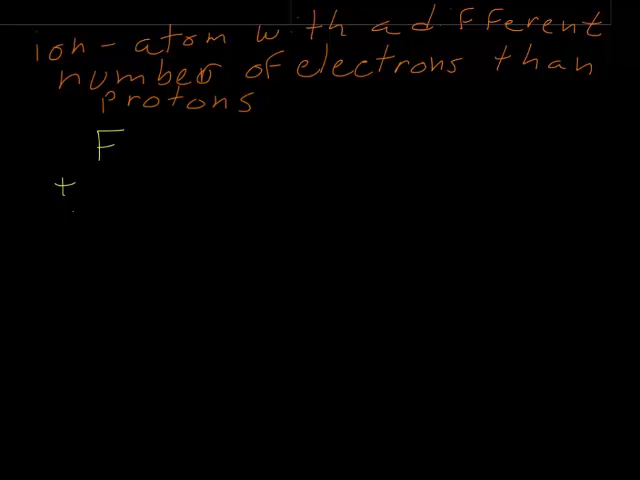 ion - atom with a different
number of electrons than
protons
F
+